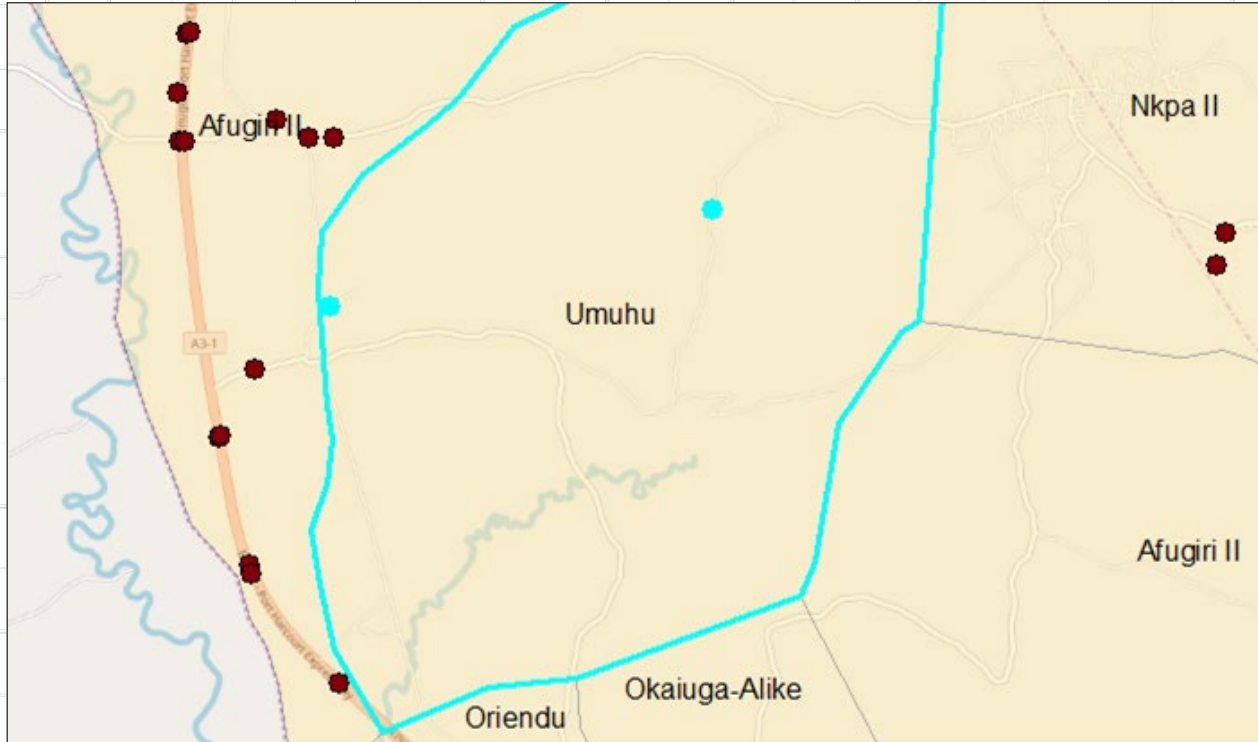 Afugiri II
Nkpa II
Umuhu
A3-1
Afugiri II
Okaiuga-Alike
Oriendu